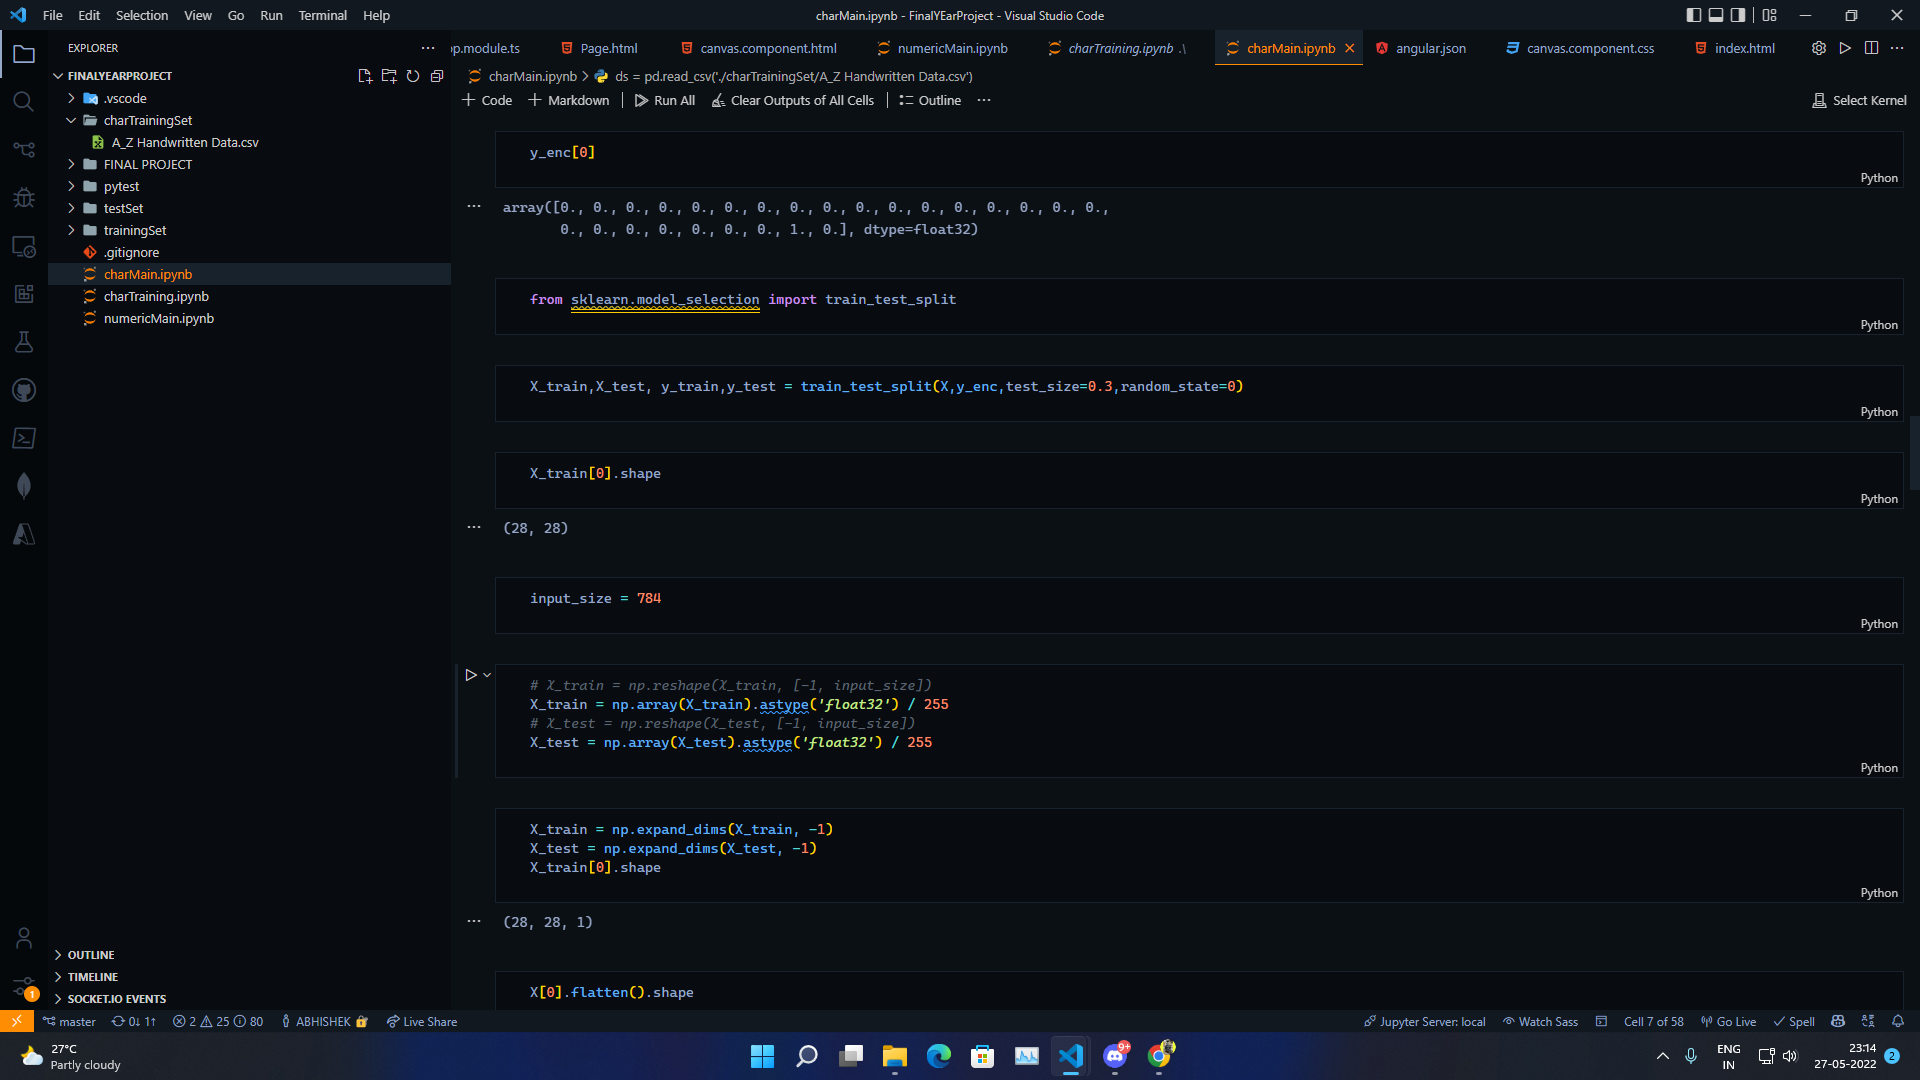 File Edit Selection View Go Run Terminal Help
charMain.ipynb - FinalYEarProject - Visual Studio Code
EXPLORER
pp.module.ts Page.html canvas.component.html numericMain.ipynb charTraining.ipynb .\ charMain.ipynb angular.json canvas.component.css index.html
FINALYEARPROJECT
.vscode
charTrainingSet
A_Z Handwritten Data.csv
FINAL PROJECT
pytest
testSet
trainingSet
.gitignore
charMain.ipynb
charTraining.ipynb
numericMain.ipynb
OUTLINE
TIMELINE
SOCKET.IO EVENTS
charMain.ipynb > ds = pd.read_csv('./charTrainingSet/A_Z Handwritten Data.csv')
+ Code + Markdown | Run All Clear Outputs of All Cells | Outline ···
Select Kernel
y_enc[0]
Python
array([0., 0., 0., 0., 0., 0., 0., 0., 0., 0., 0., 0., 0., 0., 0., 0., 0.,
0., 0., 0., 0., 0., 0., 0., 1., 0.], dtype=float32)
from sklearn.model_selection import train_test_split
Python
X_train,X_test, y_train,y_test = train_test_split(X,y_enc,test_size=0.3,random_state=0)
Python
X_train[0].shape
Python
(28, 28)
input_size = 784
Python
# X_train = np.reshape(X_train, [-1, input_size])
X_train = np.array(X_train).astype('float32') / 255
# X_test = np.reshape(X_test, [-1, input_size])
X_test = np.array(X_test).astype('float32') / 255
Python
X_train = np.expand_dims(X_train, -1)
X_test = np.expand_dims(X_test, -1)
X_train[0].shape
Python
(28, 28, 1)
X[0].flatten().shape
1
master 0↓ 1↑ 2 25 80 ABHISHEK Live Share
Jupyter Server: local Watch Sass Cell 7 of 58 Go Live Spell
27°C
Partly cloudy
9+
ENG
IN
23:14
27-05-2022
2